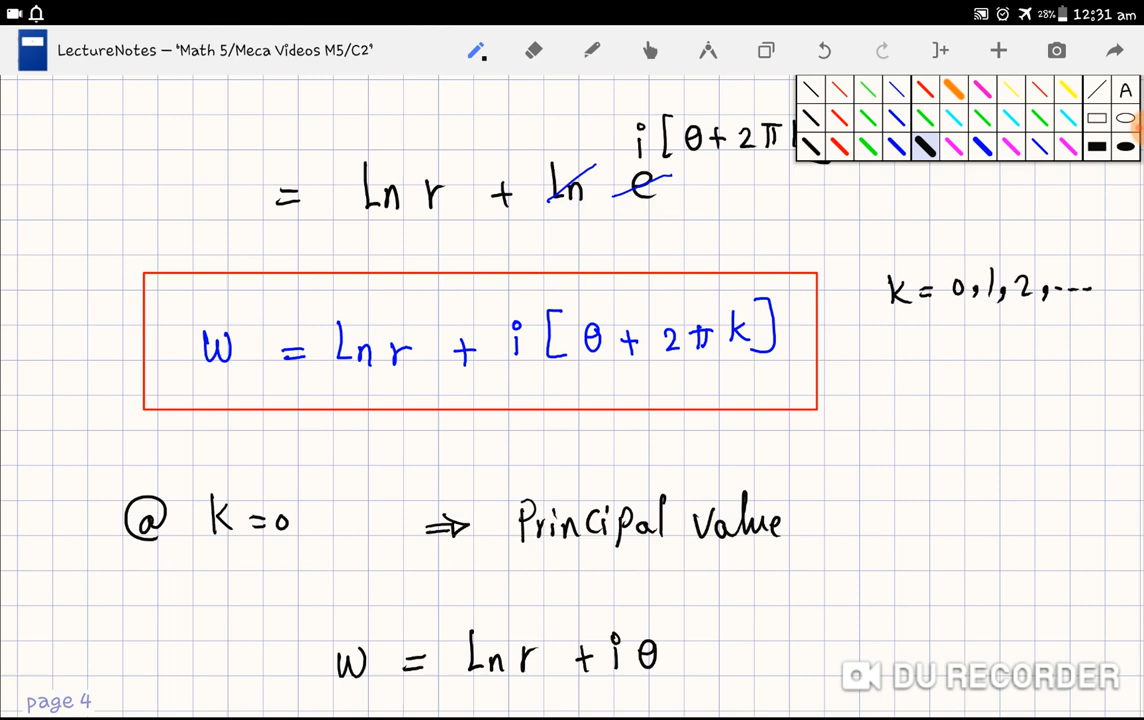 28% 12:31 am
LectureNotes – ‘Math 5/Meca Videos M5/C2’
A
= Ln r + Ln e i[θ + 2π
k = 0, 1, 2, ...
w = Ln r + i [θ + 2π k]
@ k = 0 ⇒ Principal value
w = Ln r + i θ
DU RECORDER
page 4